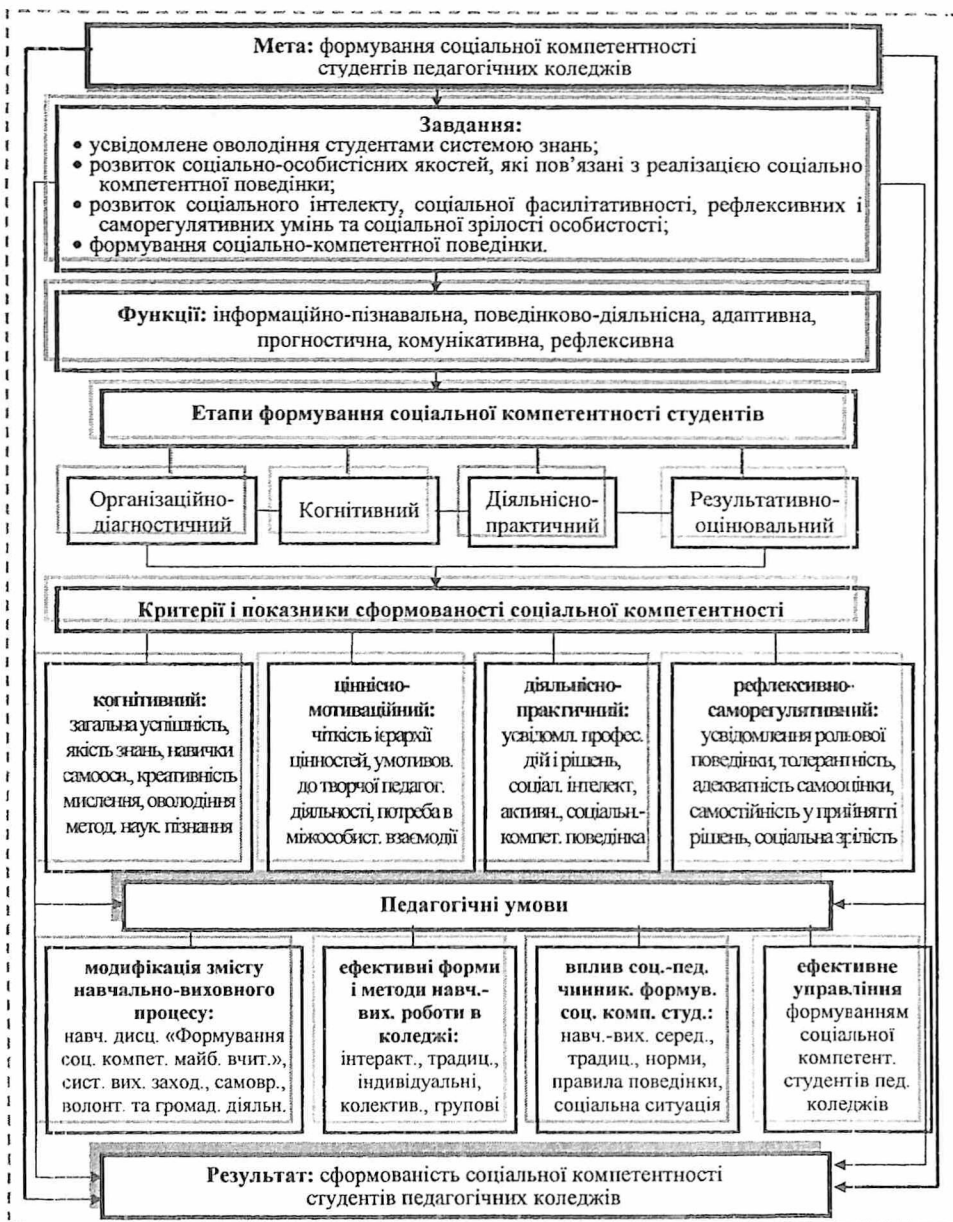 Мета: формування соціальної компетентності
студентів педагогічних коледжів
Завдання:
• усвідомлене оволодіння студентами системою знань;
• розвиток соціально-особистісних якостей, які пов’язані з реалізацією соціально
компетентної поведінки;
• розвиток соціального інтелекту, соціальної фасилітативності, рефлексивних і
саморегулятивних умінь та соціальної зрілості особистості;
• формування соціально-компетентної поведінки.
Функції: інформаційно-пізнавальна, поведінково-діяльнісна, адаптивна,
прогностична, комунікативна, рефлексивна
Етапи формування соціальної компетентності студентів
Організаційно-
діагностичний
Когнітивний
Діяльнісно-
практичний
Результативно-
оцінювальний
Критерії і показники сформованості соціальної компетентності
когнітивний:
загальна успішність,
якість знань, навички
самоосв., креативність
мислення, оволодіння
метод. наук. пізнання
ціннісно-
мотиваційний:
чіткість ієрархії
цінностей, умотивов.
до творчої педагог.
діяльності, потреба в
міжособист. взаємодії
діяльнісно-
практичний:
усвідомл. профес.
дій і рішень,
соціал. інтелект,
активн., соціальн.-
компет. поведінка
рефлексивно-
саморегулятивний:
усвідомлення рольової
поведінки, толерантність,
адекватність самооцінки,
самостійність у прийнятті
рішень, соціальна зрілість
Педагогічні умови
модифікація змісту
навчально-виховного
процесу:
навч. дисц. «Формування
соц. компет. майб. вчит.»,
сист. вих. заход., самовр.,
волонт. та громад. діяльн.
ефективні форми
і методи навч.-
вих. роботи в
коледжі:
інтеракт., традиц.,
індивідуальні,
колектив., групові
вплив соц.-пед.
чинник. формув.
соц. комп. студ.:
навч.-вих. серед.,
традиц., норми,
правила поведінки,
соціальна ситуація
ефективне
управління
формуванням
соціальної
компетент.
студентів пед.
коледжів
Результат: сформованість соціальної компетентності
студентів педагогічних коледжів